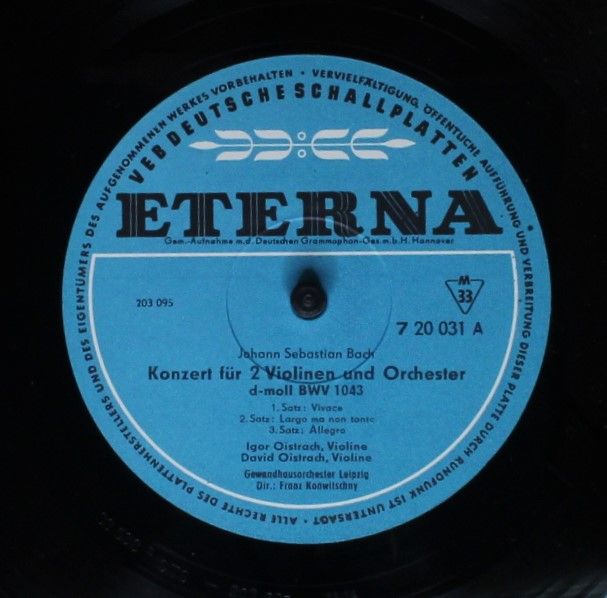 ALLE RECHTE DES PLATTENHERSTELLERS UND DES EIGENTÜMERS DES AUFGENOMMENEN WERKES VORBEHALTEN • VERVIELFÄLTIGUNG, ÖFFENTLICHE AUFFÜHRUNG UND VERBREITUNG DIESER PLATTE DURCH RUNDFUNK IST UNTERSAGT •
VEB DEUTSCHE SCHALLPLATTEN
ETERNA
Gem.-Aufnahme m. d. Deutschen Grammophon-Ges. m. b. H. Hannover
M
33
203 095
7 20 031 A
Johann Sebastian Bach
Konzert für 2 Violinen und Orchester
d-moll BWV 1043
1. Satz: Vivace
2. Satz: Largo ma non tanto
3. Satz: Allegro
Igor Oistrach, Violine
David Oistrach, Violine
Gewandhausorchester Leipzig
Dir.: Franz Konwitschny